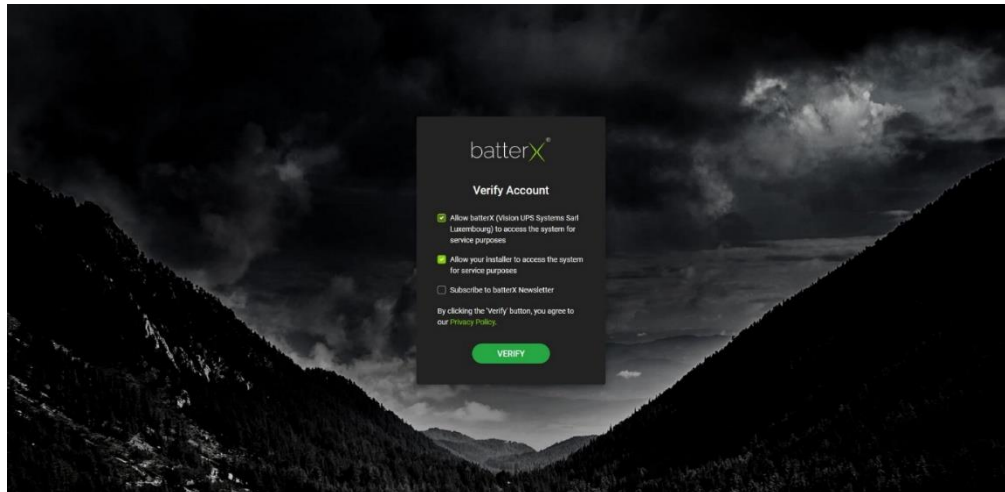 batterX®
Verify Account
Allow batterX (Vision UPS Systems Sarl
Luxembourg) to access the system for
service purposes
Allow your installer to access the system
for service purposes
Subscribe to batterX Newsletter
By clicking the 'Verify' button, you agree to
our Privacy Policy.
VERIFY